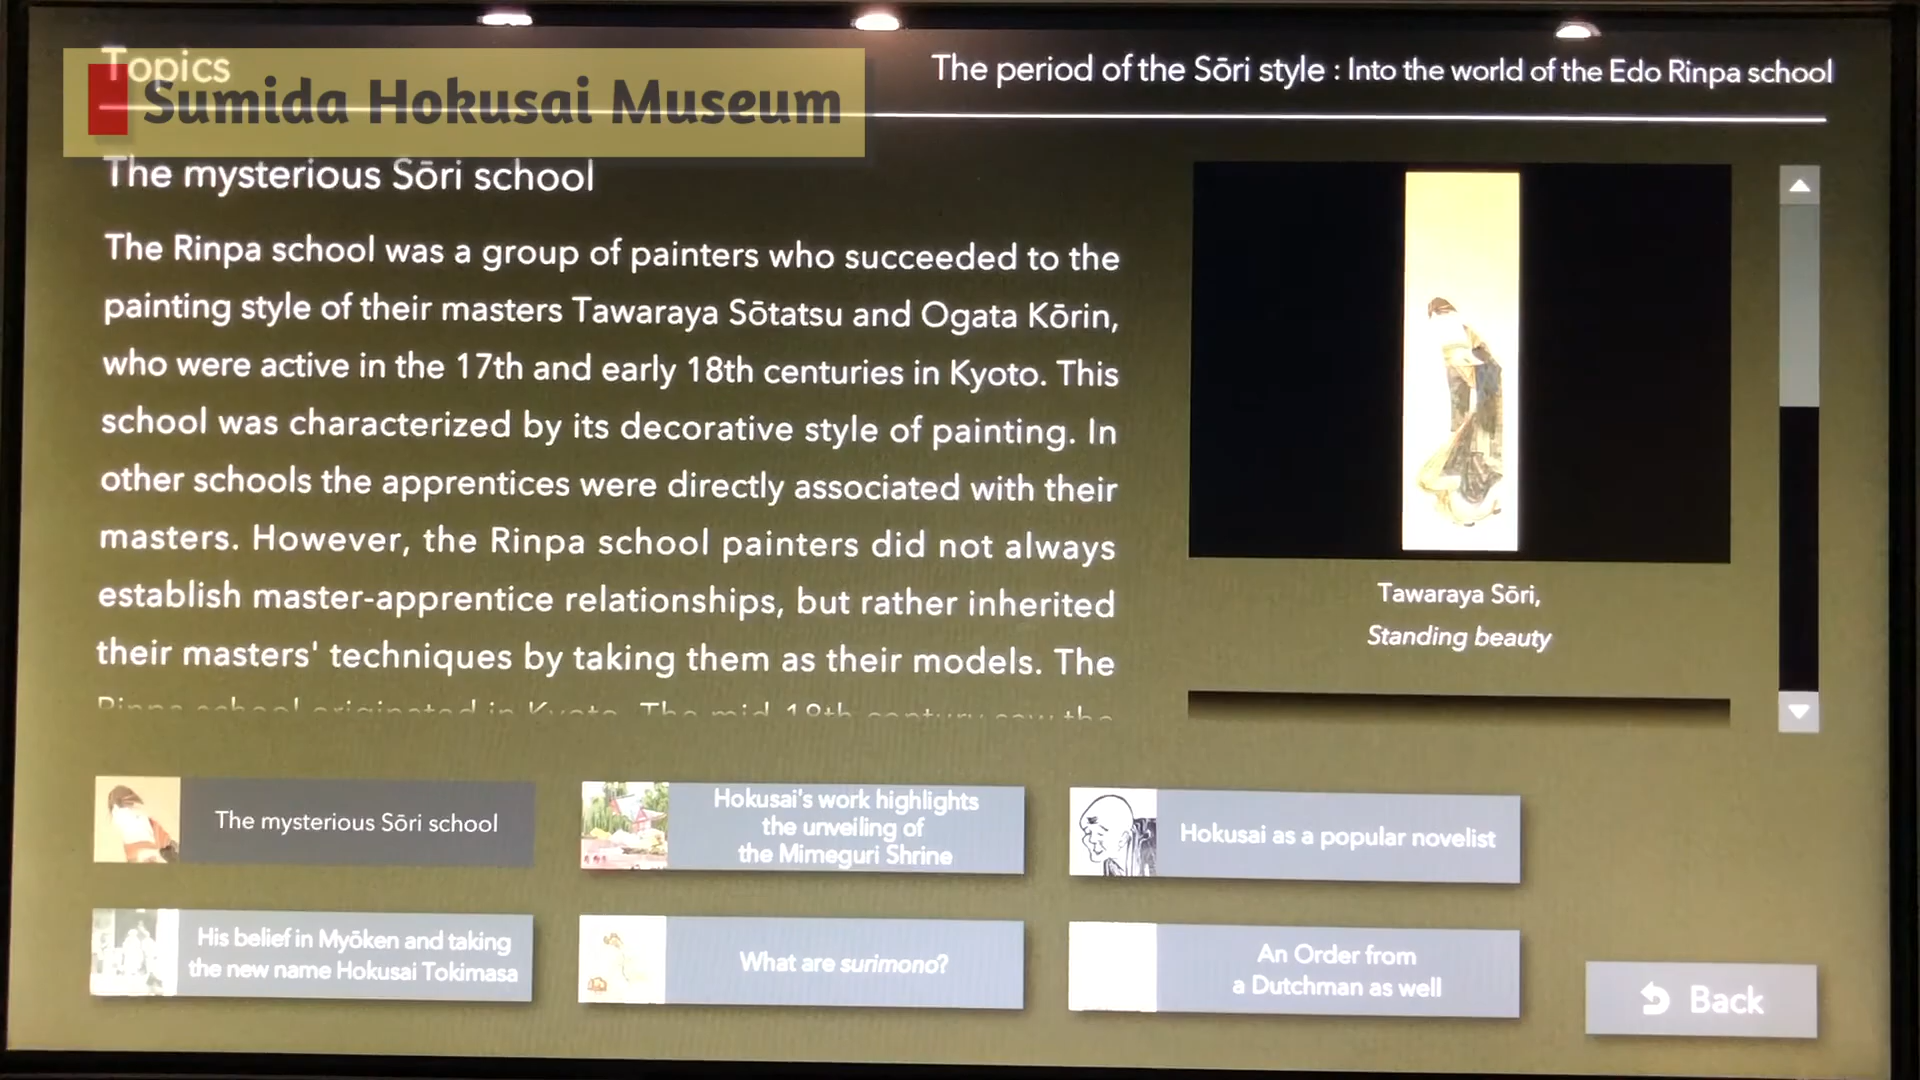 Topics
Sumida Hokusai Museum
The period of the Sōri style : Into the world of the Edo Rinpa school
The mysterious Sōri school
The Rinpa school was a group of painters who succeeded to the
painting style of their masters Tawaraya Sōtatsu and Ogata Kōrin,
who were active in the 17th and early 18th centuries in Kyoto. This
school was characterized by its decorative style of painting. In
other schools the apprentices were directly associated with their
masters. However, the Rinpa school painters did not always
establish master-apprentice relationships, but rather inherited
their masters' techniques by taking them as their models. The
Tawaraya Sōri,
Standing beauty
The mysterious Sōri school
Hokusai's work highlights
the unveiling of
the Mimeguri Shrine
Hokusai as a popular novelist
His belief in Myōken and taking
the new name Hokusai Tokimasa
What are surimono?
An Order from
a Dutchman as well
Back